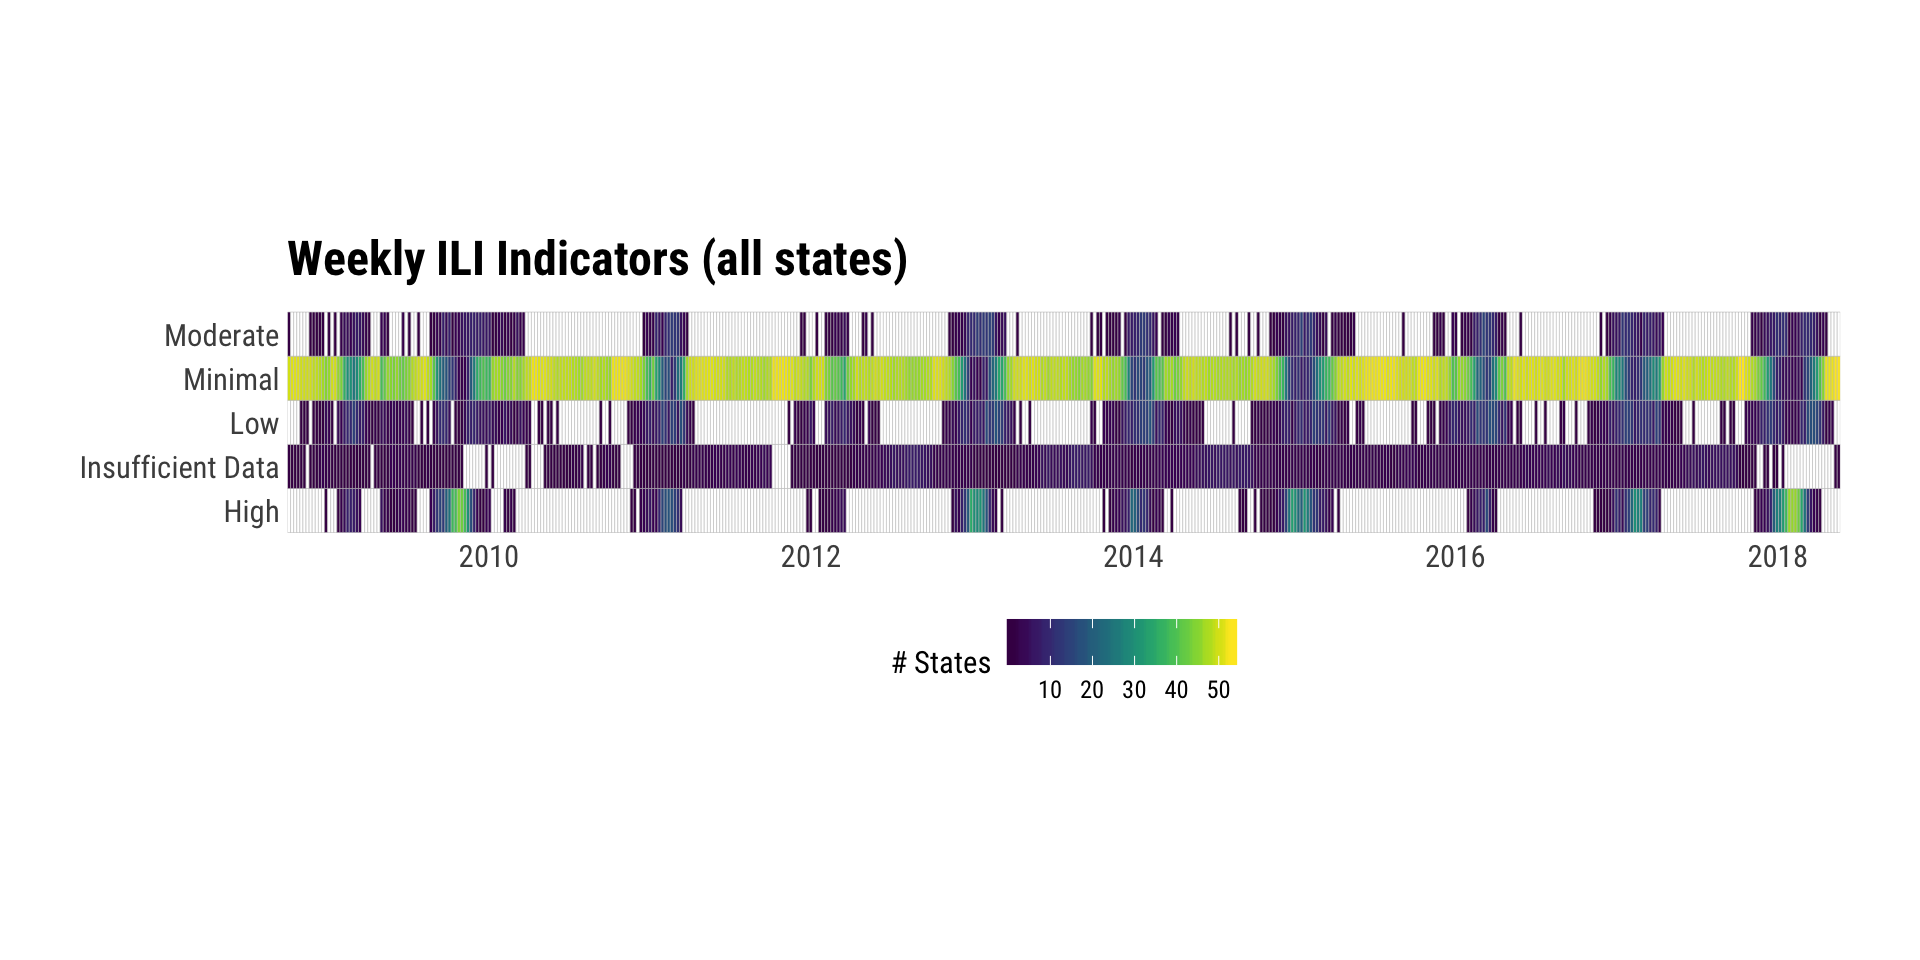 Weekly ILI Indicators (all states)
Moderate
Minimal
Low
Insufficient Data
High
2010 2012 2014 2016 2018
# States
10 20 30 40 50